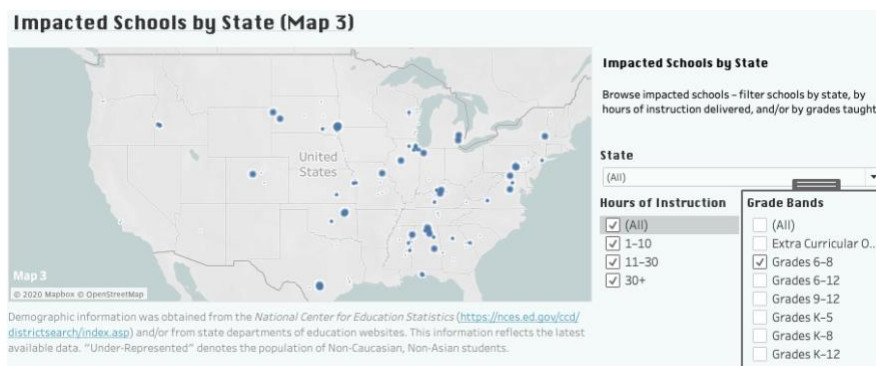 Impacted Schools by State (Map 3)
United
States
Map 3
© 2020 Mapbox © OpenStreetMap
Demographic information was obtained from the National Center for Education Statistics (https://nces.ed.gov/ccd/
districtsearch/index.asp) and/or from state departments of education websites. This information reflects the latest
available data. "Under-Represented" denotes the population of Non-Caucasian, Non-Asian students.
Impacted Schools by State
Browse impacted schools – filter schools by state, by
hours of instruction delivered, and/or by grades taught
State
(All)
Hours of Instruction
(All)
1–10
11–30
30+
Grade Bands
(All)
Extra Curricular O...
Grades 6–8
Grades 6–12
Grades 9–12
Grades K–5
Grades K–8
Grades K–12